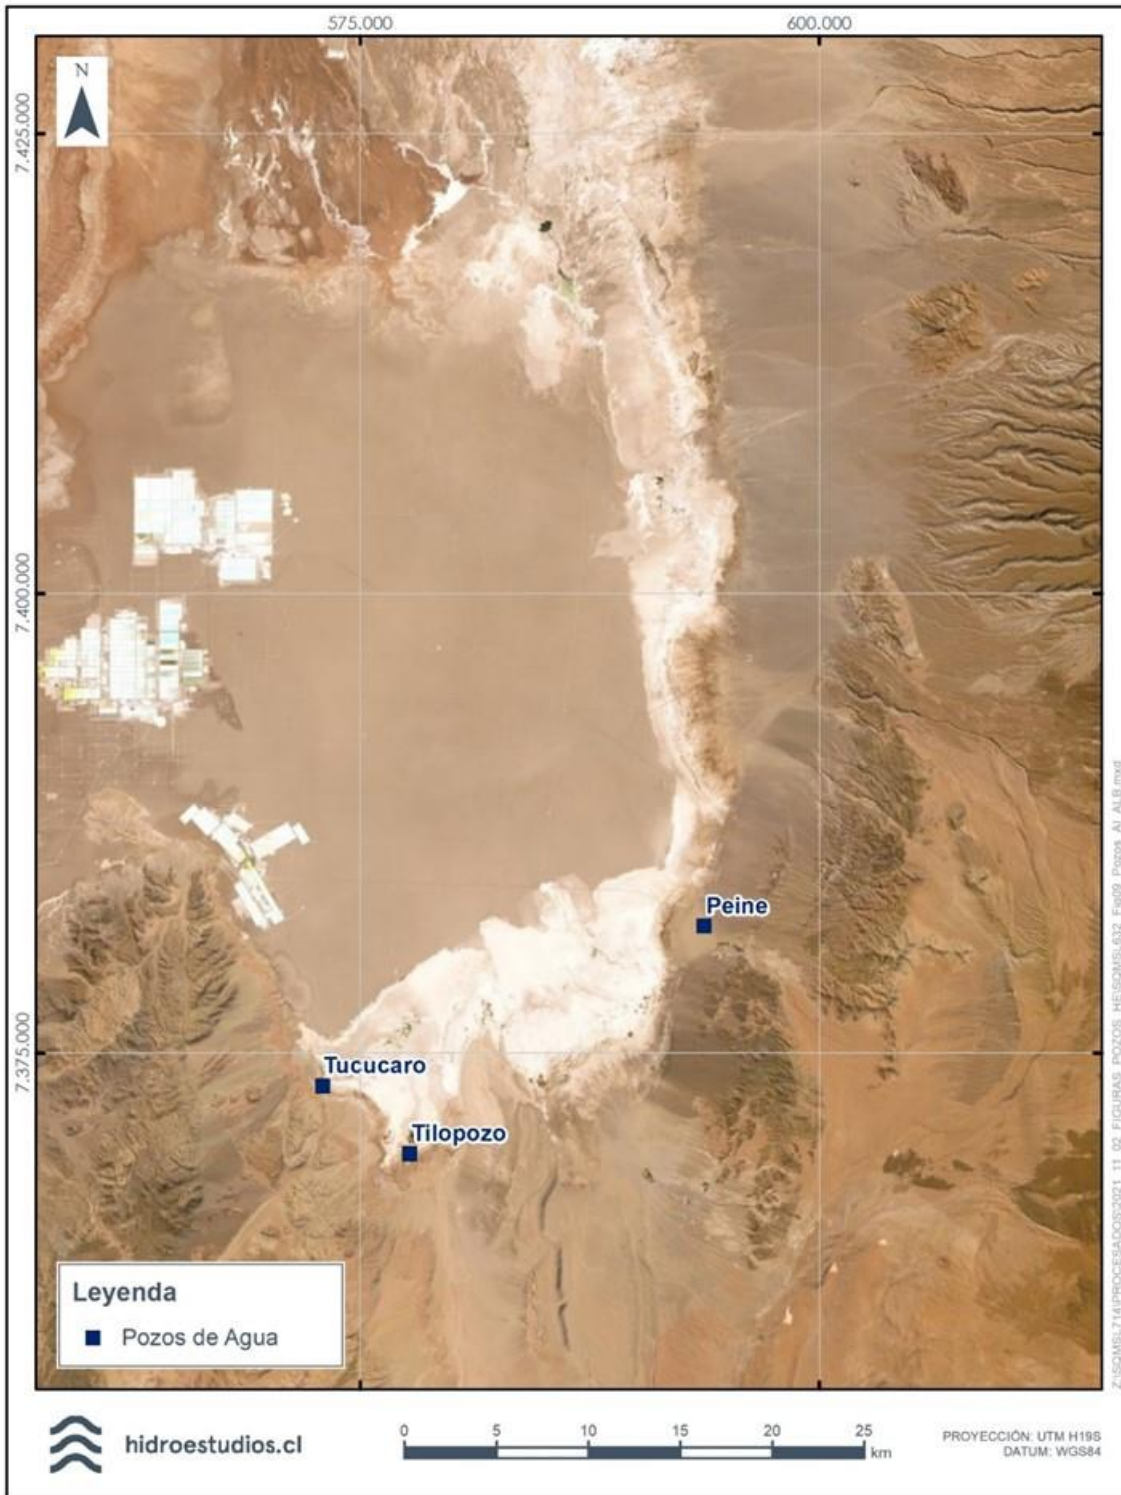 575.000
600.000
N
7.425.000
7.400.000
7.375.000
Peine
Tucucaro
Tilopozo
Leyenda
Pozos de Agua
hidroestudios.cl
0 5 10 15 20 25
km
PROYECCIÓN: UTM H19S
DATUM: WGS84